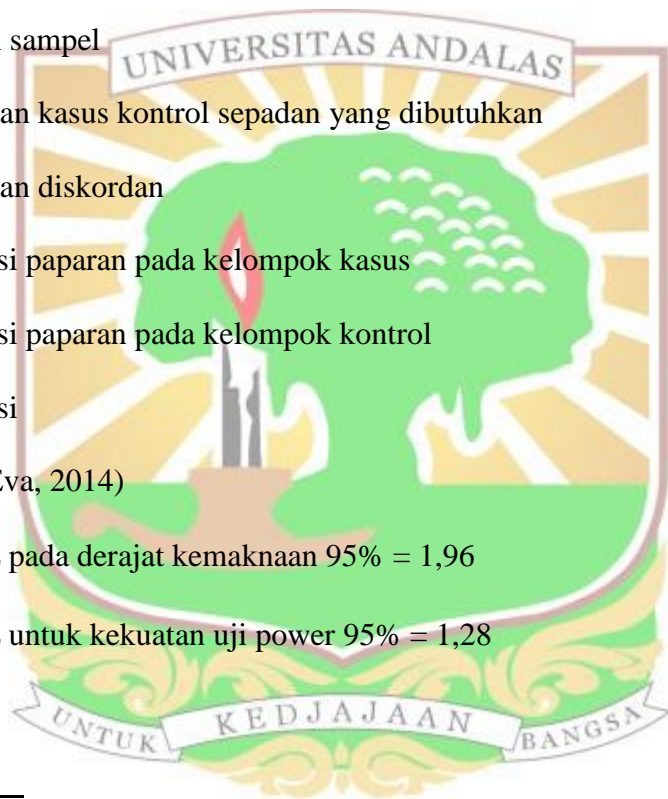 sampel
UNIVERSITAS ANDALAS
an kasus kontrol sepadan yang dibutuhkan
an diskordan
si paparan pada kelompok kasus
si paparan pada kelompok kontrol
si
Eva, 2014)
pada derajat kemaknaan 95% = 1,96
untuk kekuatan uji power 95% = 1,28
UNTUK KEDJAJAAN BANGSA